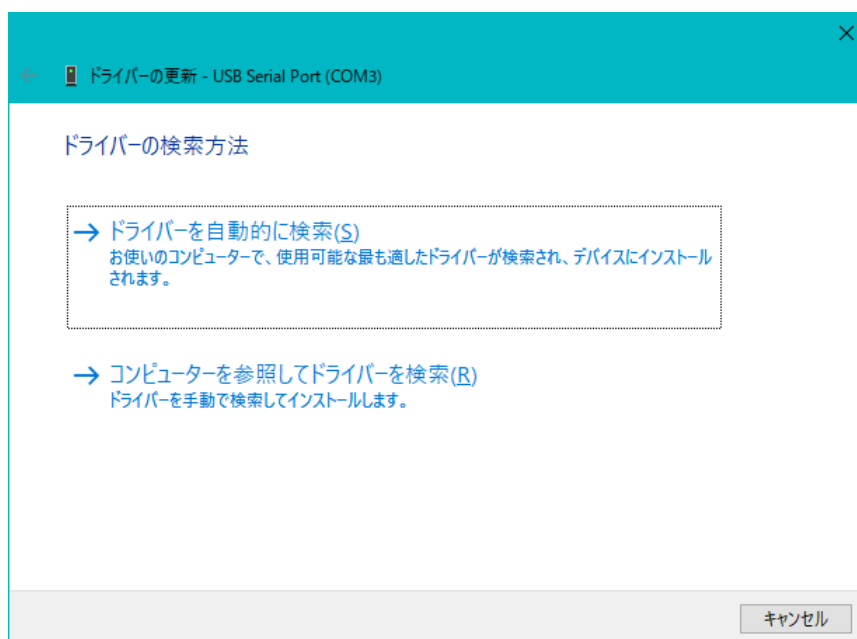 ドライバーの更新 - USB Serial Port (COM3)
ドライバーの検索方法
ドライバーを自動的に検索(S)
お使いのコンピューターで、使用可能な最も適したドライバーが検索され、デバイスにインストール
されます。
コンピューターを参照してドライバーを検索(R)
ドライバーを手動で検索してインストールします。
キャンセル